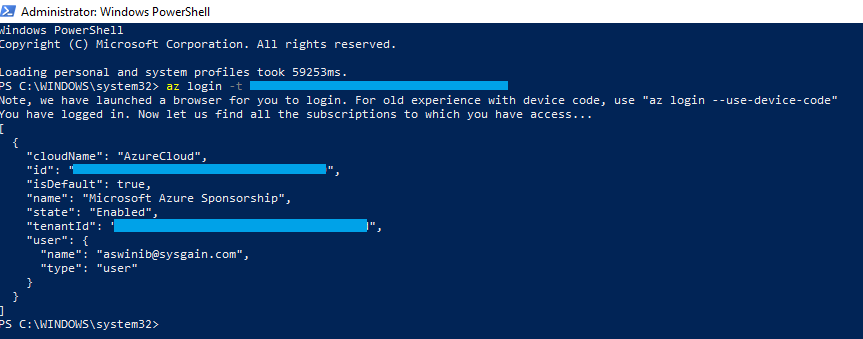 Administrator: Windows PowerShell
Windows PowerShell
Copyright (C) Microsoft Corporation. All rights reserved.
Loading personal and system profiles took 59253ms.
PS C:\WINDOWS\system32> az login -t
Note, we have launched a browser for you to login. For old experience with device code, use "az login --use-device-code"
You have logged in. Now let us find all the subscriptions to which you have access...
[
  {
    "cloudName": "AzureCloud",
    "id": "",
    "isDefault": true,
    "name": "Microsoft Azure Sponsorship",
    "state": "Enabled",
    "tenantId": "",
    "user": {
      "name": "aswinib@sysgain.com",
      "type": "user"
    }
  }
]
PS C:\WINDOWS\system32>